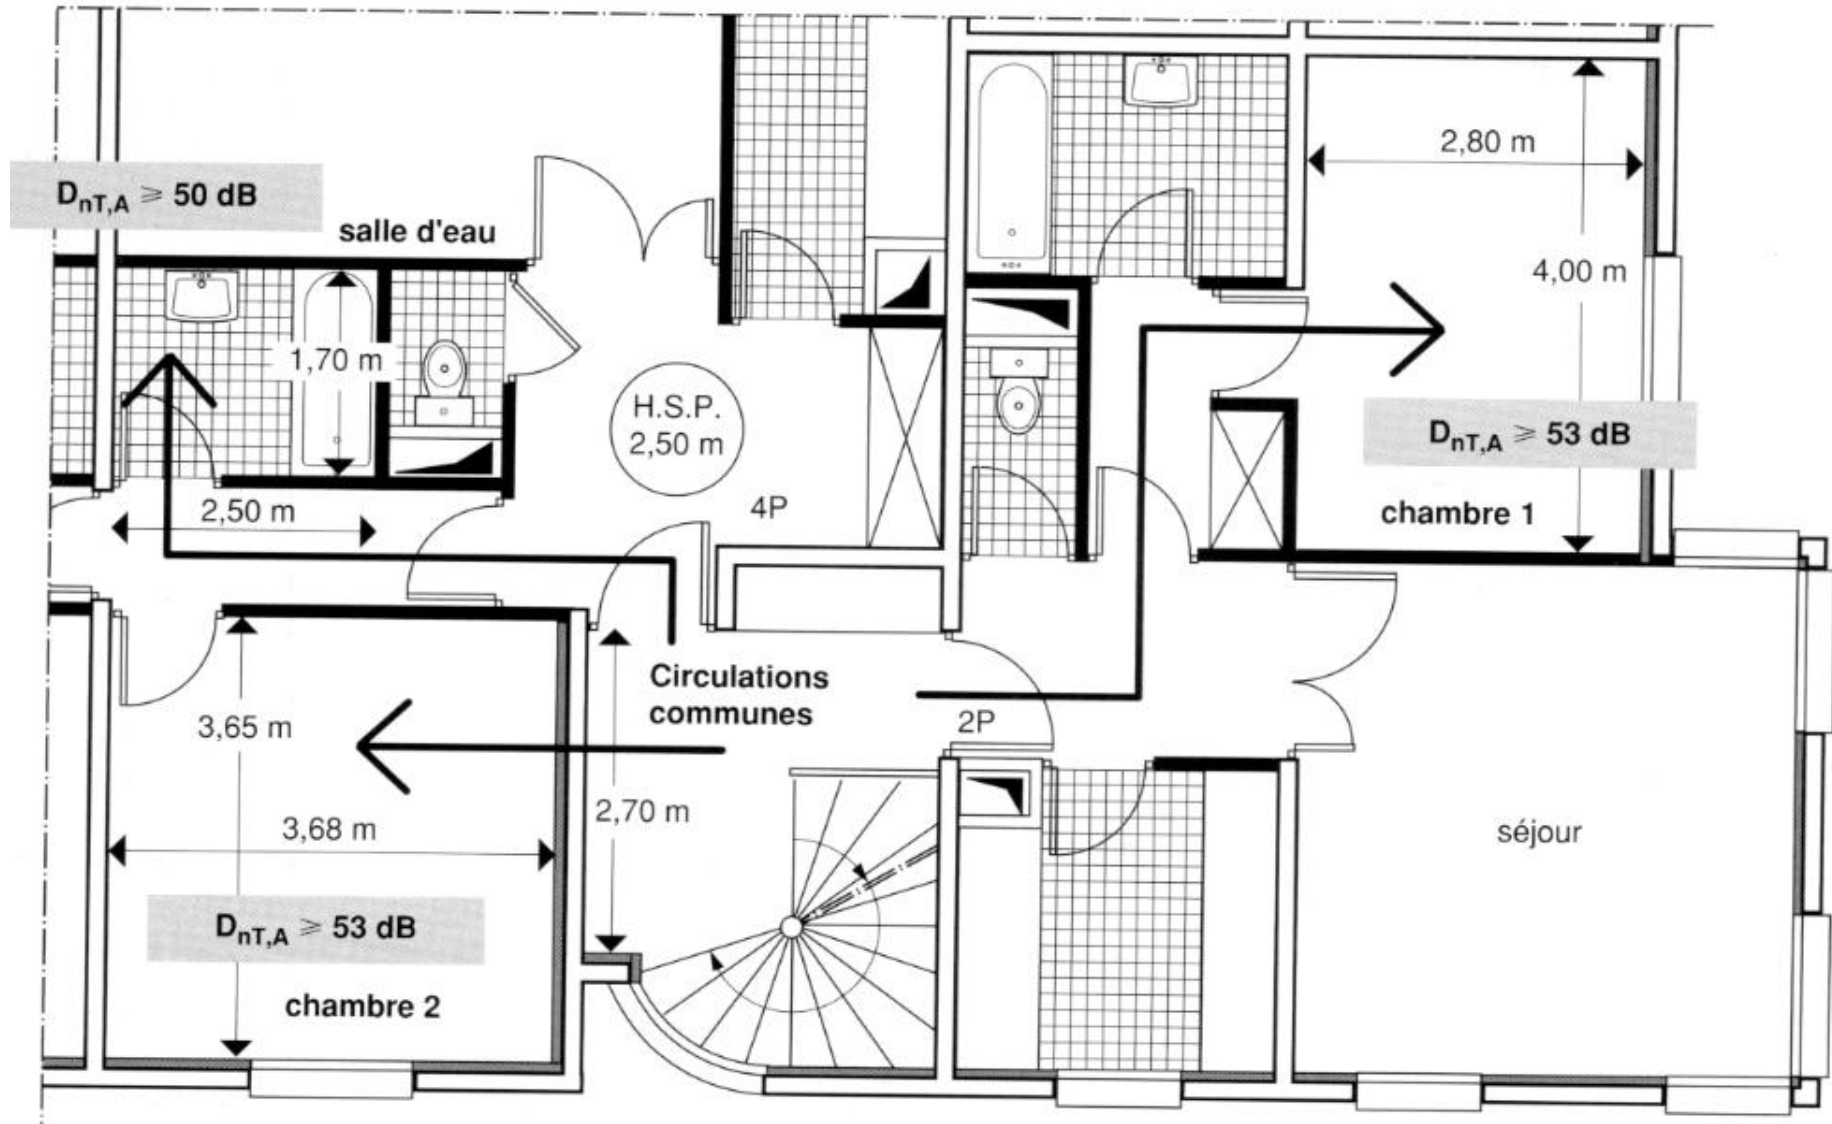 2,80 m
DnT,A ⩾ 50 dB
salle d'eau
4,00 m
1,70 m
H.S.P.
2,50 m
DnT,A ⩾ 53 dB
2,50 m
4P
chambre 1
Circulations
communes
2P
3,65 m
2,70 m
3,68 m
séjour
DnT,A ⩾ 53 dB
chambre 2